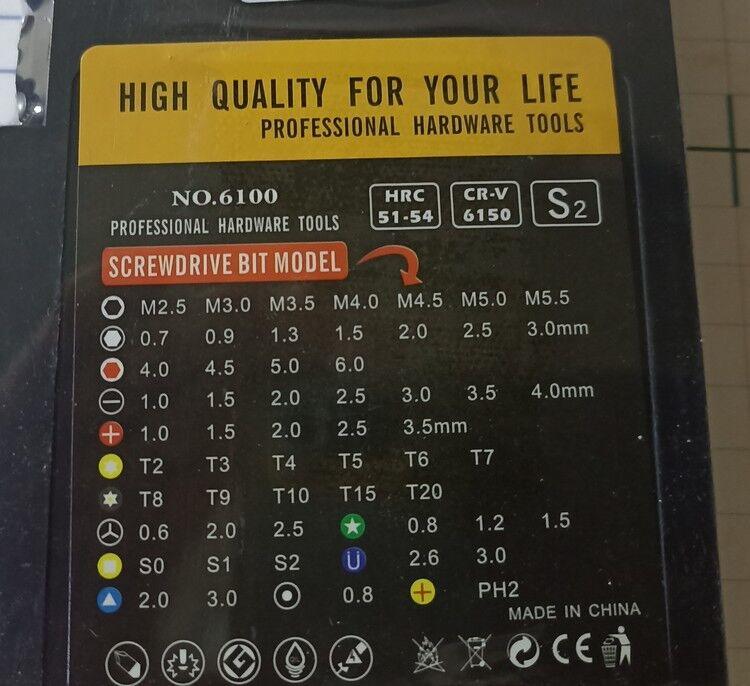 HIGH QUALITY FOR YOUR LIFE
PROFESSIONAL HARDWARE TOOLS
NO.6100
PROFESSIONAL HARDWARE TOOLS
HRC
51-54
CR-V
6150
S2
SCREWDRIVE BIT MODEL
M2.5 M3.0 M3.5 M4.0 M4.5 M5.0 M5.5
0.7 0.9 1.3 1.5 2.0 2.5 3.0mm
4.0 4.5 5.0 6.0
1.0 1.5 2.0 2.5 3.0 3.5 4.0mm
1.0 1.5 2.0 2.5 3.5mm
T2 T3 T4 T5 T6 T7
T8 T9 T10 T15 T20
0.6 2.0 2.5 0.8 1.2 1.5
S0 S1 S2 U 2.6 3.0
2.0 3.0 0.8 PH2
MADE IN CHINA
CE